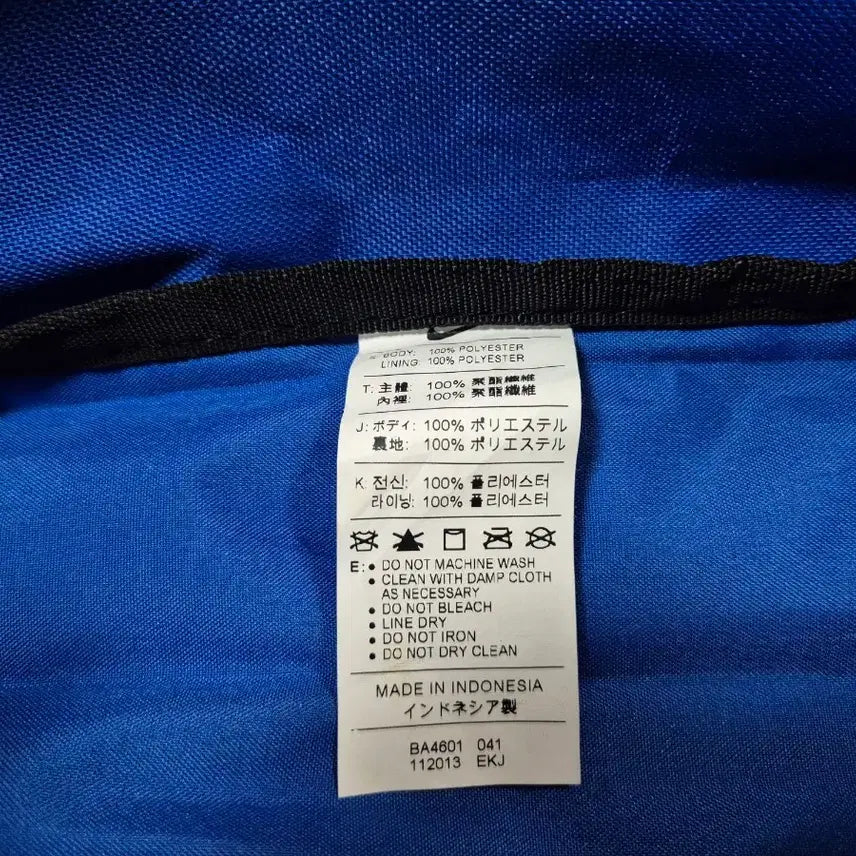 BODY: 100% POLYESTER
LINING: 100% POLYESTER
T: 主體: 100% 聚酯纖維
內裡: 100% 聚酯纖維
J: ボディ: 100% ポリエステル
裏地: 100% ポリエステル
K: 전신: 100% 폴리에스터
라이닝: 100% 폴리에스터
E: • DO NOT MACHINE WASH
• CLEAN WITH DAMP CLOTH
AS NECESSARY
• DO NOT BLEACH
• LINE DRY
• DO NOT IRON
• DO NOT DRY CLEAN
MADE IN INDONESIA
インドネシア製
BA4601 041
112013 EKJ